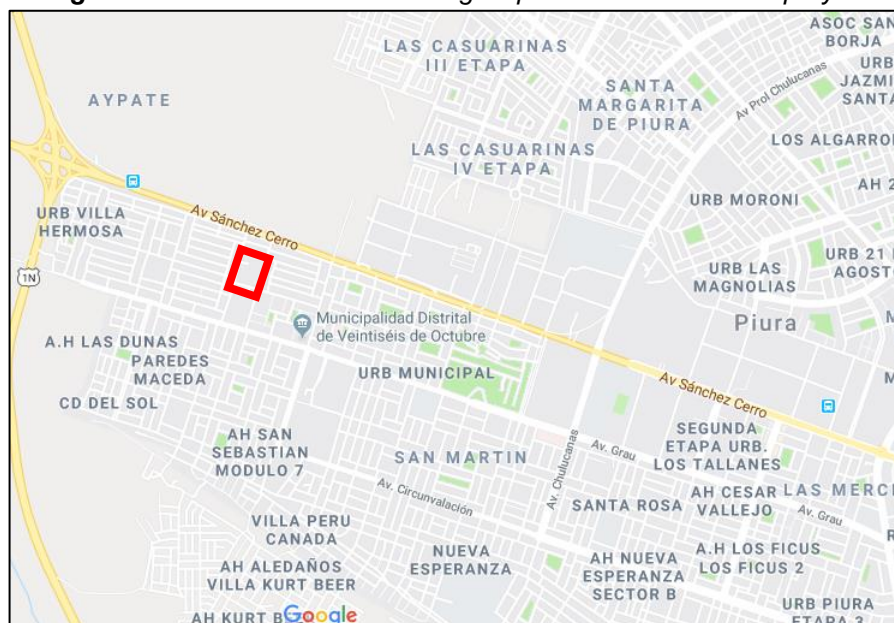 ASOC SAN
BORJA
LAS CASUARINAS
III ETAPA
URB
JAZMI
SANTA
AYPATE
SANTA
MARGARITA
DE PIURA
Av Prol Chulucanas
LOS ALGARRO
LAS CASUARINAS
IV ETAPA
AH 2
URB VILLA
HERMOSA
Av Sánchez Cerro
URB MORONI
URB 21
AGOSTO
URB LAS
MAGNOLIAS
1N
Municipalidad Distrital
de Veintiséis de Octubre
Piura
A.H LAS DUNAS
PAREDES
MACEDA
URB MUNICIPAL
Av Sánchez Cerro
CD DEL SOL
SEGUNDA
ETAPA URB.
LOS TALLANES
AH SAN
SEBASTIAN
MODULO 7
Av. Grau
SAN MARTIN
Av. Chulucanas
Av. Circunvalación
SANTA ROSA
AH CESAR
VALLEJO
LAS MERC
Av. Grau
VILLA PERU
CANADA
NUEVA
ESPERANZA
AH NUEVA
ESPERANZA
SECTOR B
A.H LOS FICUS
LOS FICUS 2
AH ALEDAÑOS
VILLA KURT BEER
URB PIURA
AH KURT B
Google